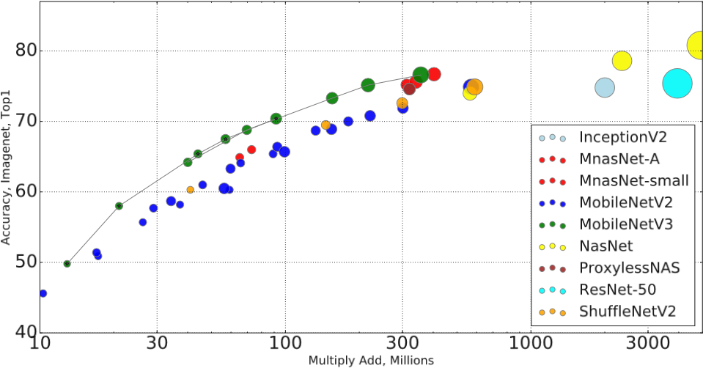 80
70
60
50
40
Accuracy, Imagenet, Top1
10
30
100
300
1000
3000
Multiply Add, Millions
InceptionV2
MnasNet-A
MnasNet-small
MobileNetV2
MobileNetV3
NasNet
ProxylessNAS
ResNet-50
ShuffleNetV2